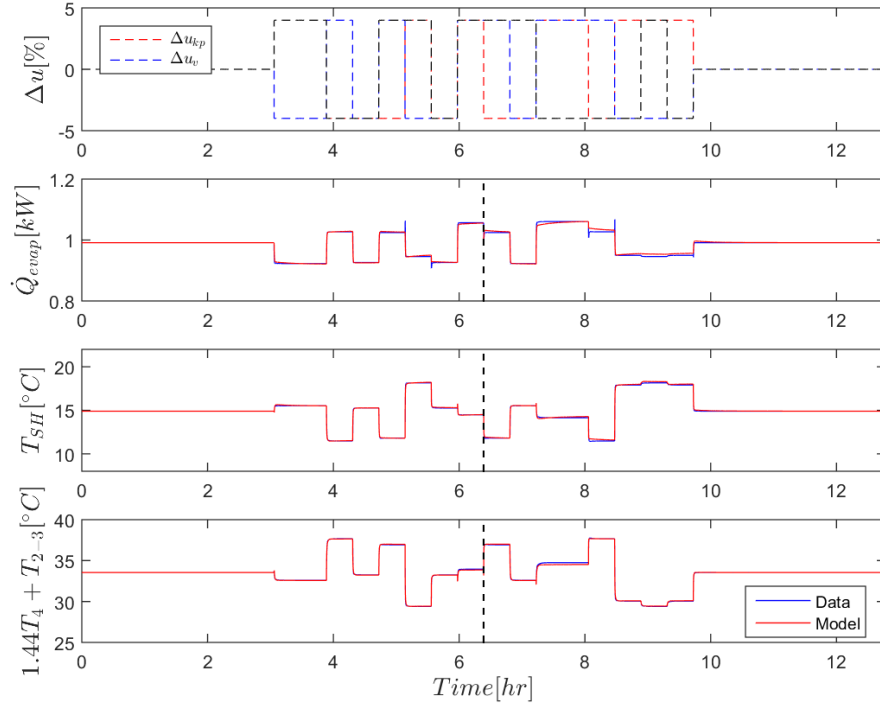 Δu[%]
5
0
-5
Δu_kp
Δu_v
0 2 4 6 8 10 12
Q̇_evap[kW]
1.2
1
0.8
0 2 4 6 8 10 12
T_SH[°C]
20
15
10
0 2 4 6 8 10 12
1.44T_4 + T_2−3[°C]
40
35
30
25
Data
Model
0 2 4 6 8 10 12
Time[hr]